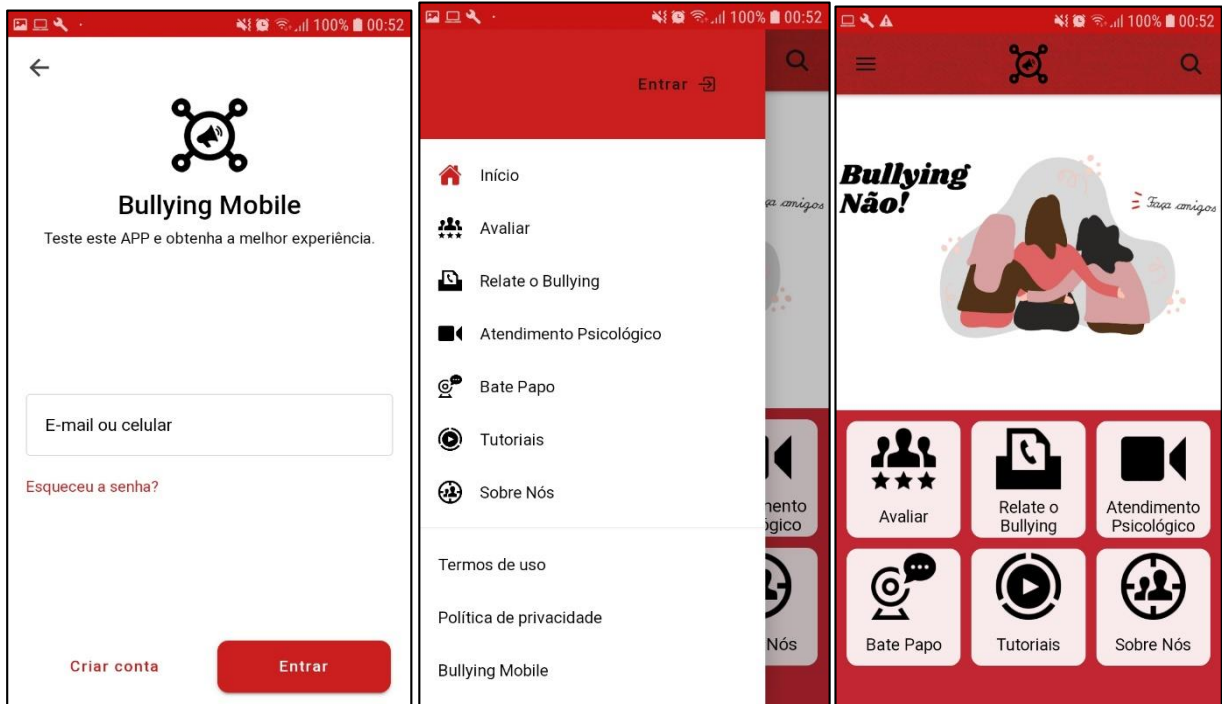 100% 00:52
Bullying Mobile
Teste este APP e obtenha a melhor experiência.
E-mail ou celular
Esqueceu a senha?
Criar conta
Entrar
100% 00:52
Entrar
Início
Avaliar
Relate o Bullying
Atendimento Psicológico
Bate Papo
Tutoriais
Sobre Nós
Termos de uso
Política de privacidade
Bullying Mobile
amigos
Nós
100% 00:52
Bullying
Não!
Faça amigos
Avaliar
Relate o
Bullying
Atendimento
Psicológico
Bate Papo
Tutoriais
Sobre Nós